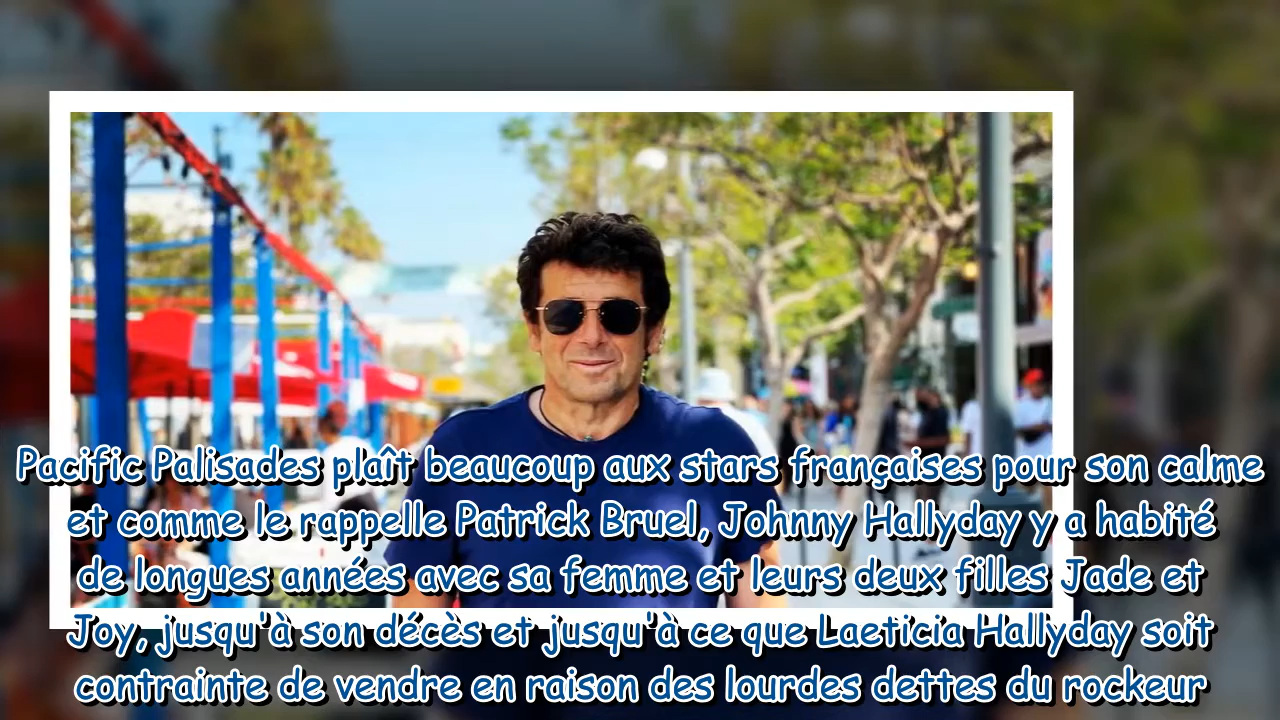 Pacific Palisades plaît beaucoup aux stars françaises pour son calme
et comme le rappelle Patrick Bruel, Johnny Hallyday y a habité
de longues années avec sa femme et leurs deux filles Jade et
Joy, jusqu'à son décès et jusqu'à ce que Laeticia Hallyday soit
contrainte de vendre en raison des lourdes dettes du rockeur